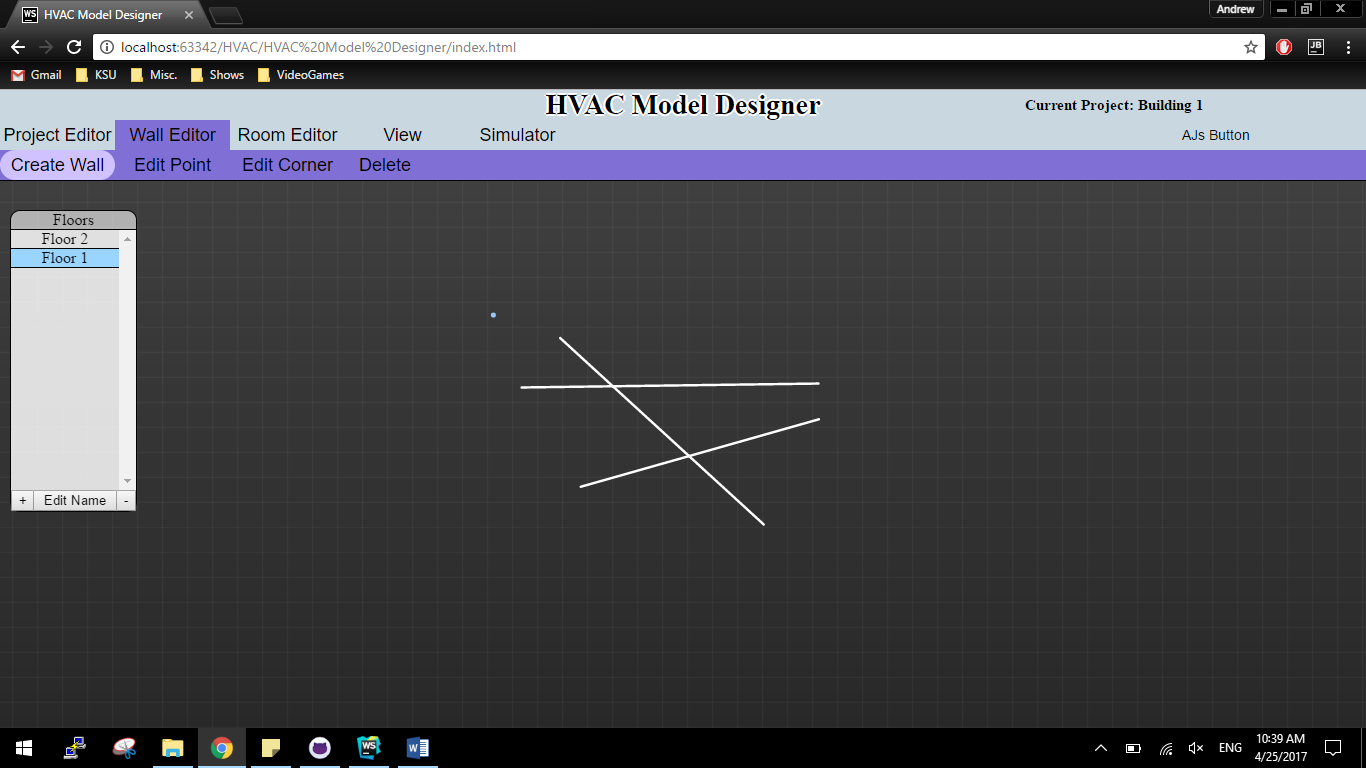 WS HVAC Model Designer
Andrew
localhost:63342/HVAC/HVAC%20Model%20Designer/index.html
JB
Gmail KSU Misc. Shows VideoGames
HVAC Model Designer
Current Project: Building 1
Project Editor Wall Editor Room Editor View Simulator
AJs Button
Create Wall Edit Point Edit Corner Delete
Floors
Floor 2
Floor 1
+ Edit Name -
WS
W
ENG
10:39 AM
4/25/2017